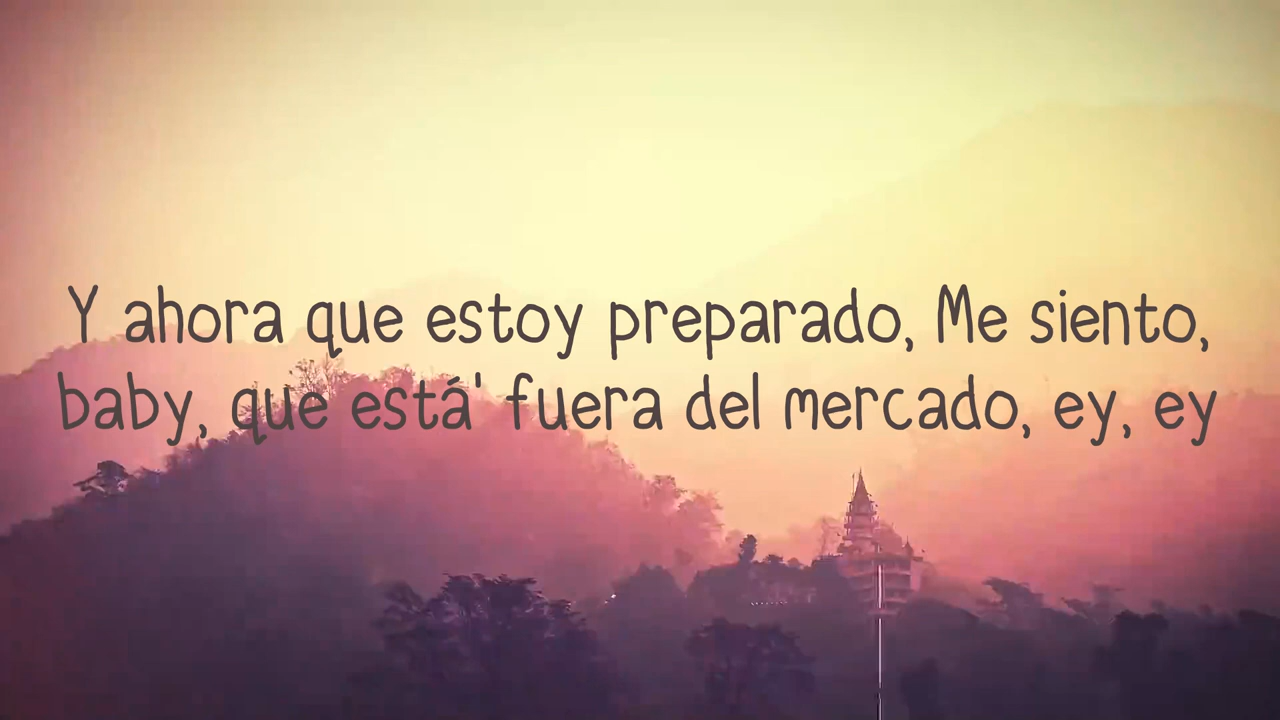 Y ahora que estoy preparado, Me siento,
baby, que está' fuera del mercado, ey, ey